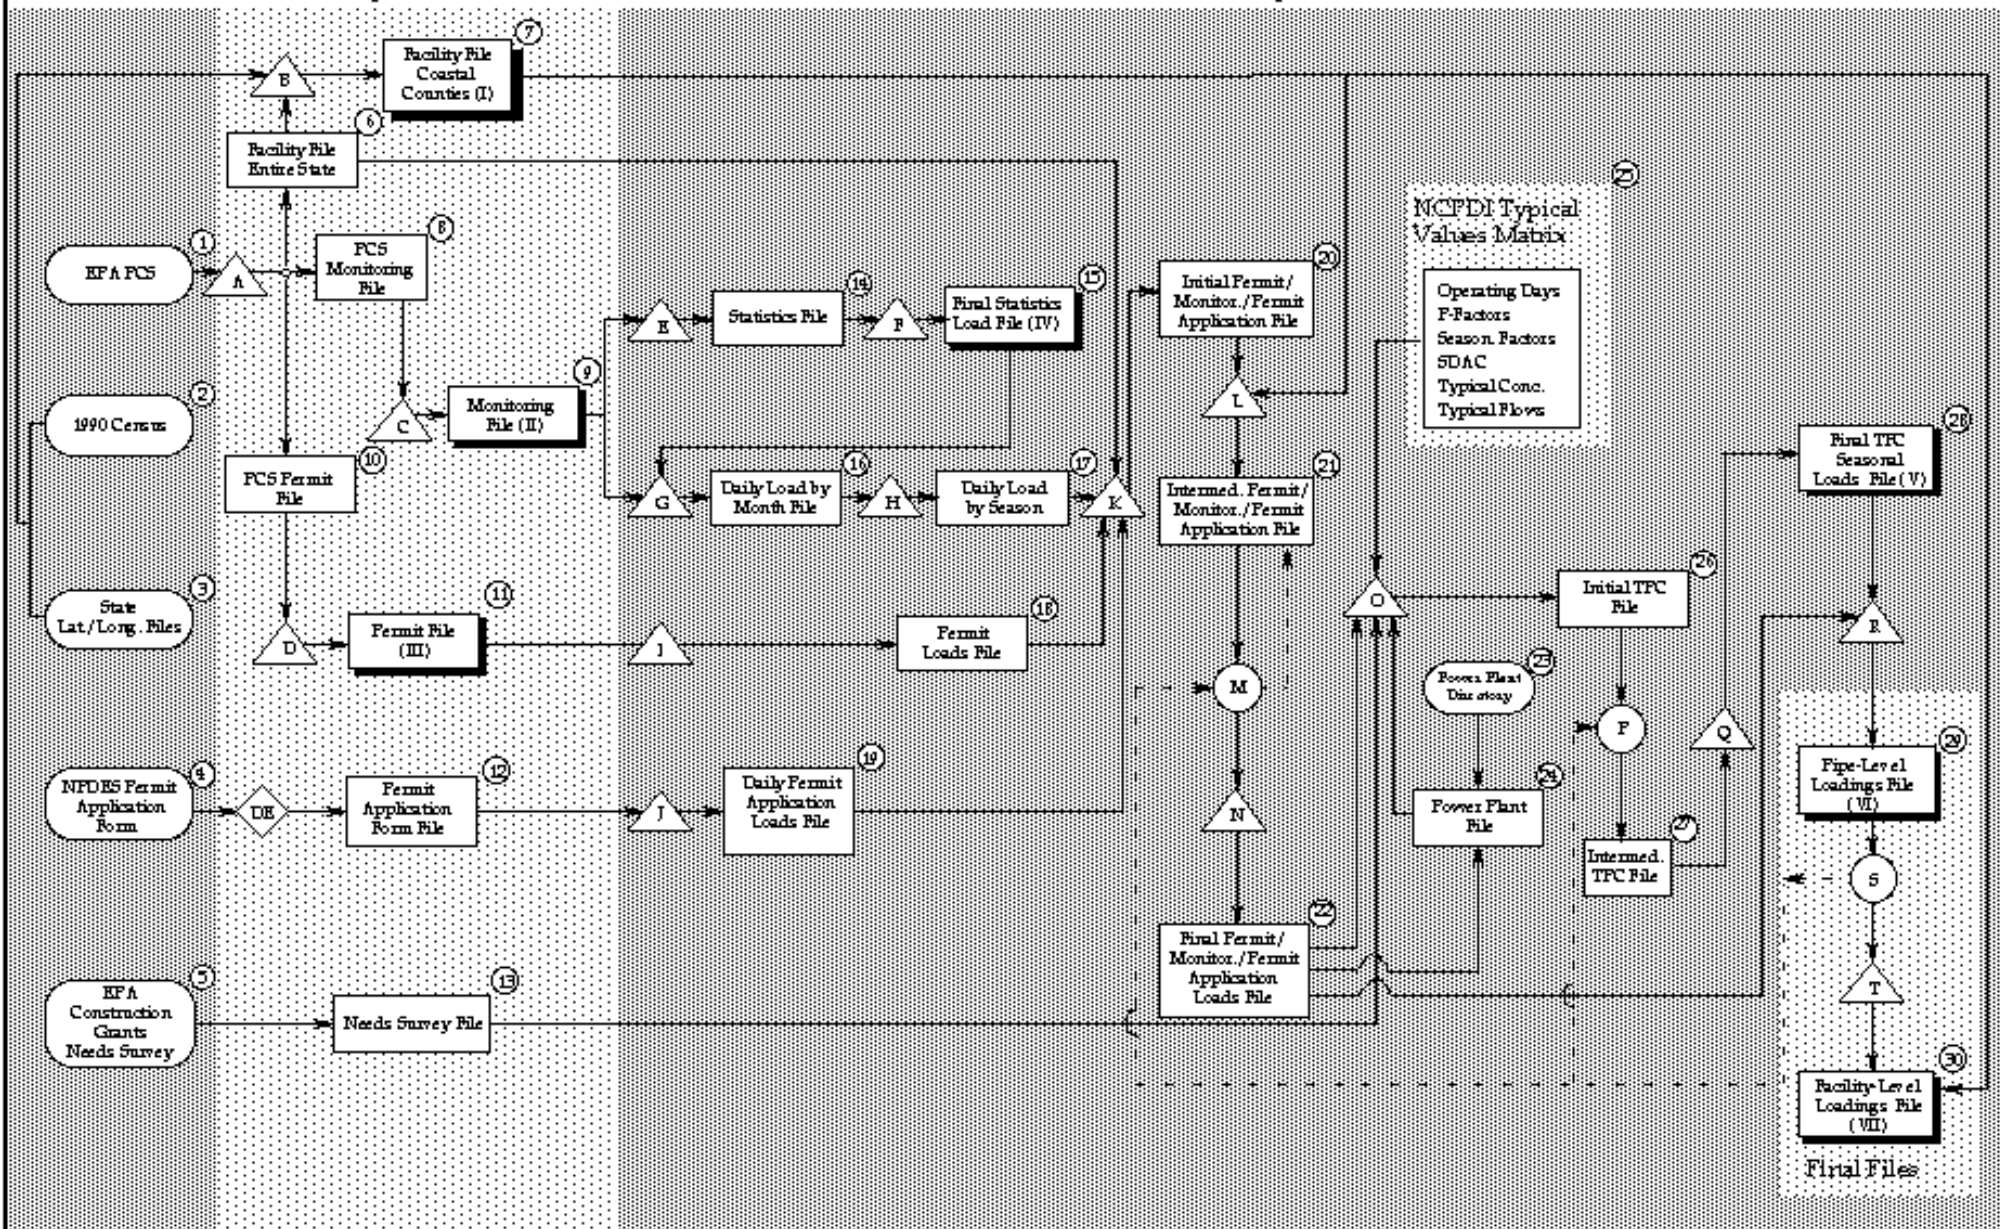 7
B
Facility File
Coastal
Counties (I)
6
Facility File
Entire State
25
NCPDI Typical
Values Matrix
Operating Days
P-Factors
Season. Factors
SDAC
Typical Conc.
Typical Flows
1
EPA PCS
A
8
PCS
Monitoring
File
14
E
Statistics File
F
15
Final Statistics
Load File (IV)
20
Initial Permit/
Monitor./Permit
Application File
L
2
1990 Census
C
9
Monitoring
File (II)
28
Final TPC
Seasonal
Loads File (V)
10
PCS Permit
File
G
16
Daily Load by
Month File
H
17
Daily Load
by Season
K
21
Intermed. Permit/
Monitor./Permit
Application File
3
State
Lat./Long. Files
D
11
Permit File
(III)
I
18
Permit
Loads File
O
26
Initial TPC
File
R
M
23
Power Plant
Directory
P
Q
4
NPDES Permit
Application
Form
DE
12
Permit
Application
Form File
J
19
Daily Permit
Application
Loads File
N
24
Power Plant
File
27
Intermed.
TPC File
29
Pipe-Level
Loadings File
(VI)
S
5
EPA
Construction
Grants
Needs Survey
13
Needs Survey File
22
Final Permit/
Monitor./Permit
Application
Loads File
T
30
Facility-Level
Loadings File
(VII)
Final Files